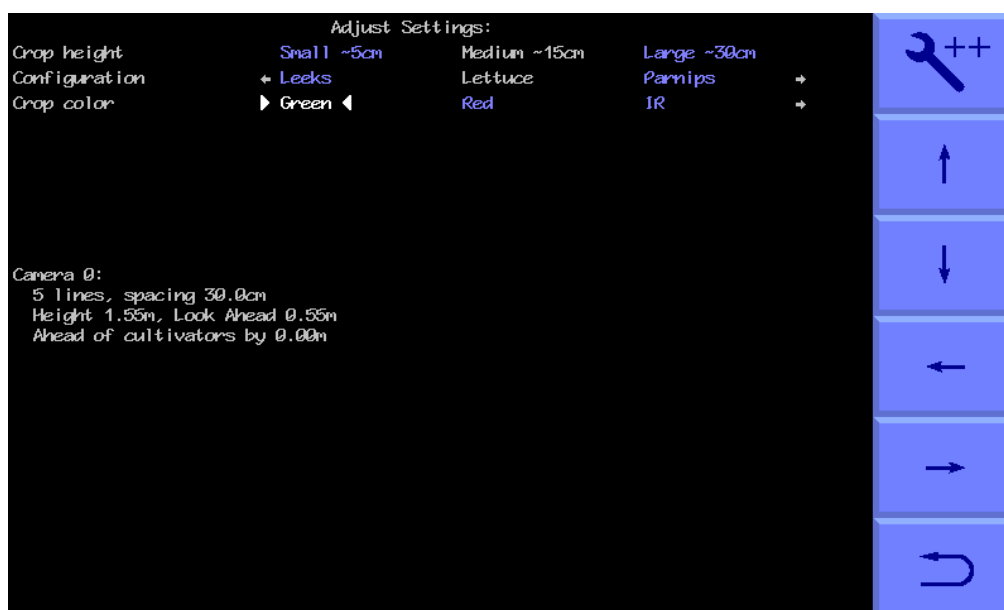 Adjust Settings:
Crop height Small ~5cm Medium ~15cm Large ~30cm
Configuration Leeks Lettuce Parnips
Crop color Green Red IR
++
Camera 0:
5 lines, spacing 30.0cm
Height 1.55m, Look Ahead 0.55m
Ahead of cultivators by 0.00m